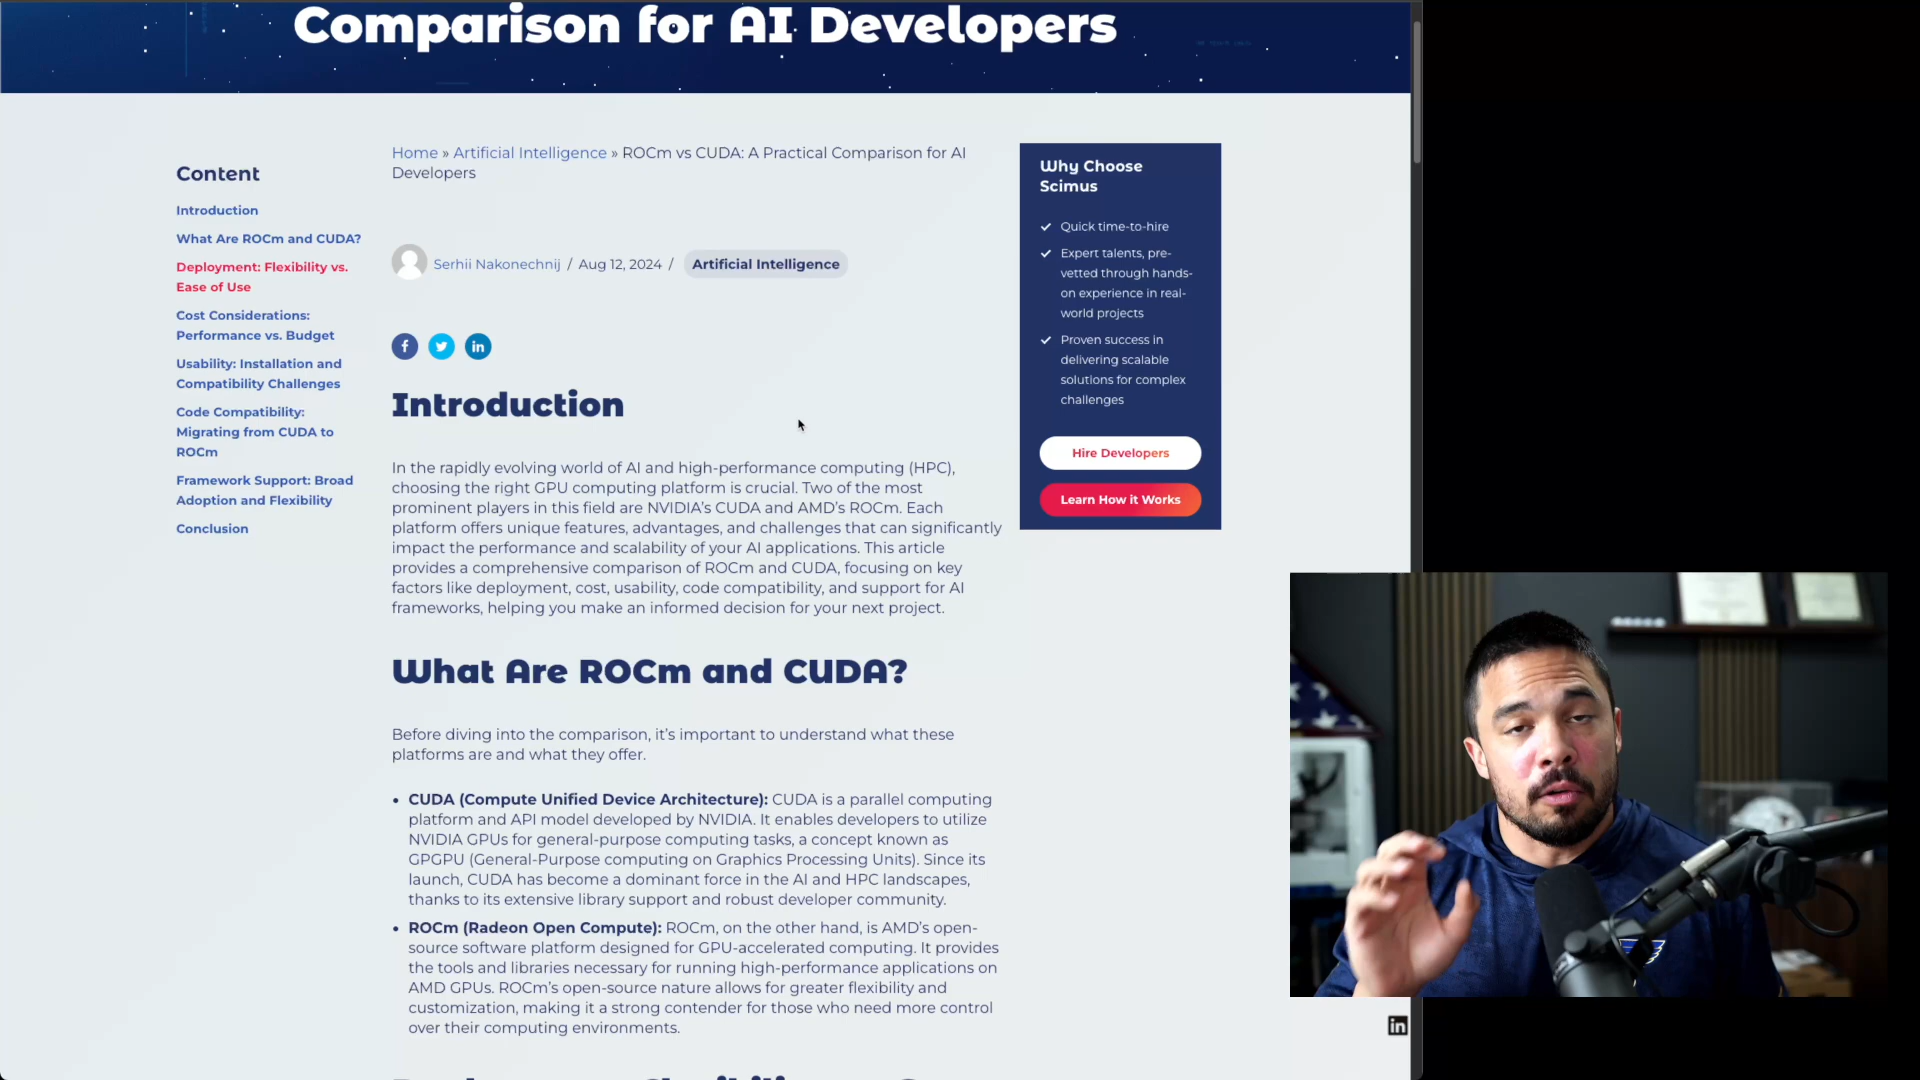 Comparison for AI Developers
Home » Artificial Intelligence » ROCm vs CUDA: A Practical Comparison for AI
Developers
Content
Introduction
What Are ROCm and CUDA?
Deployment: Flexibility vs.
Ease of Use
Cost Considerations:
Performance vs. Budget
Usability: Installation and
Compatibility Challenges
Code Compatibility:
Migrating from CUDA to
ROCm
Framework Support: Broad
Adoption and Flexibility
Conclusion
Serhii Nakonechnij / Aug 12, 2024 / Artificial Intelligence
Introduction
In the rapidly evolving world of AI and high-performance computing (HPC),
choosing the right GPU computing platform is crucial. Two of the most
prominent players in this field are NVIDIA’s CUDA and AMD’s ROCm. Each
platform offers unique features, advantages, and challenges that can significantly
impact the performance and scalability of your AI applications. This article
provides a comprehensive comparison of ROCm and CUDA, focusing on key
factors like deployment, cost, usability, code compatibility, and support for AI
frameworks, helping you make an informed decision for your next project.
What Are ROCm and CUDA?
Before diving into the comparison, it’s important to understand what these
platforms are and what they offer.
• CUDA (Compute Unified Device Architecture): CUDA is a parallel computing
platform and API model developed by NVIDIA. It enables developers to utilize
NVIDIA GPUs for general-purpose computing tasks, a concept known as
GPGPU (General-Purpose computing on Graphics Processing Units). Since its
launch, CUDA has become a dominant force in the AI and HPC landscapes,
thanks to its extensive library support and robust developer community.
• ROCm (Radeon Open Compute): ROCm, on the other hand, is AMD’s open-
source software platform designed for GPU-accelerated computing. It provides
the tools and libraries necessary for running high-performance applications on
AMD GPUs. ROCm’s open-source nature allows for greater flexibility and
customization, making it a strong contender for those who need more control
over their computing environments.
Why Choose
Scimus
Quick time-to-hire
Expert talents, pre-
vetted through hands-
on experience in real-
world projects
Proven success in
delivering scalable
solutions for complex
challenges
Hire Developers
Learn How it Works
f
in
in